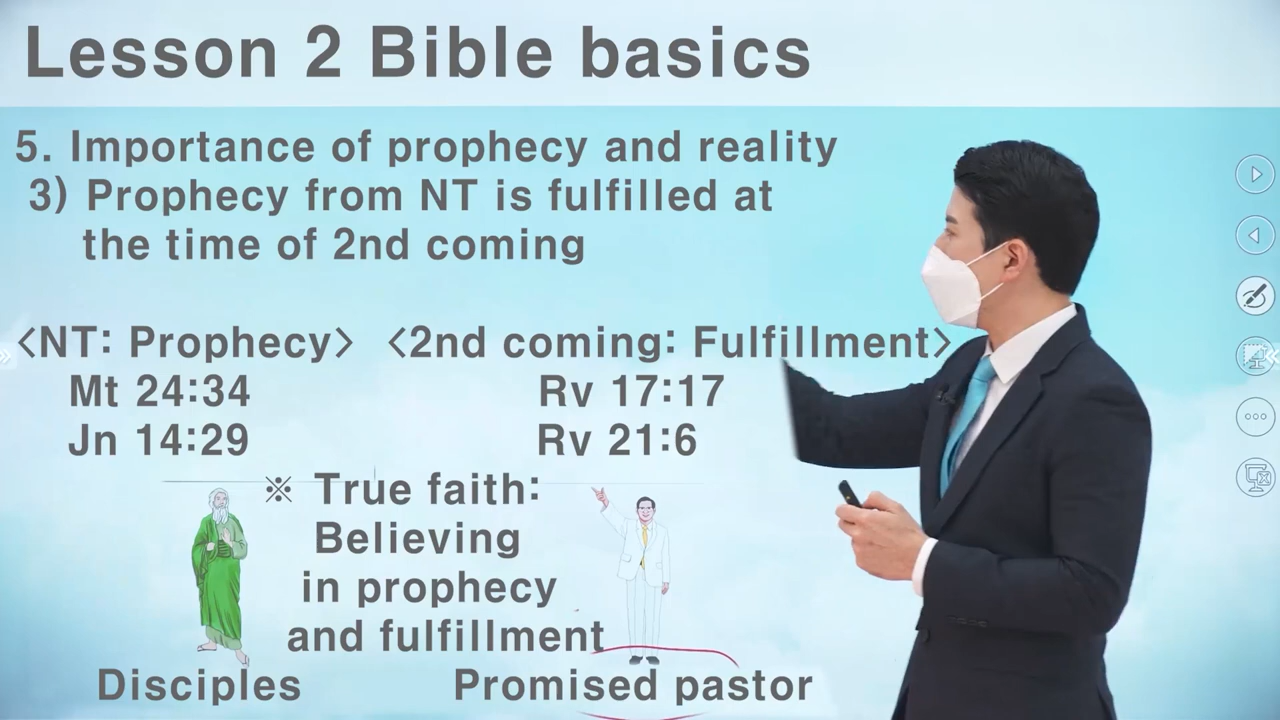 Lesson 2 Bible basics
5. Importance of prophecy and reality
3) Prophecy from NT is fulfilled at
the time of 2nd coming
<NT: Prophecy> <2nd coming: Fulfillment>
Mt 24:34 Rv 17:17
Jn 14:29 Rv 21:6
※ True faith:
Believing
in prophecy
and fulfillment
Disciples Promised pastor